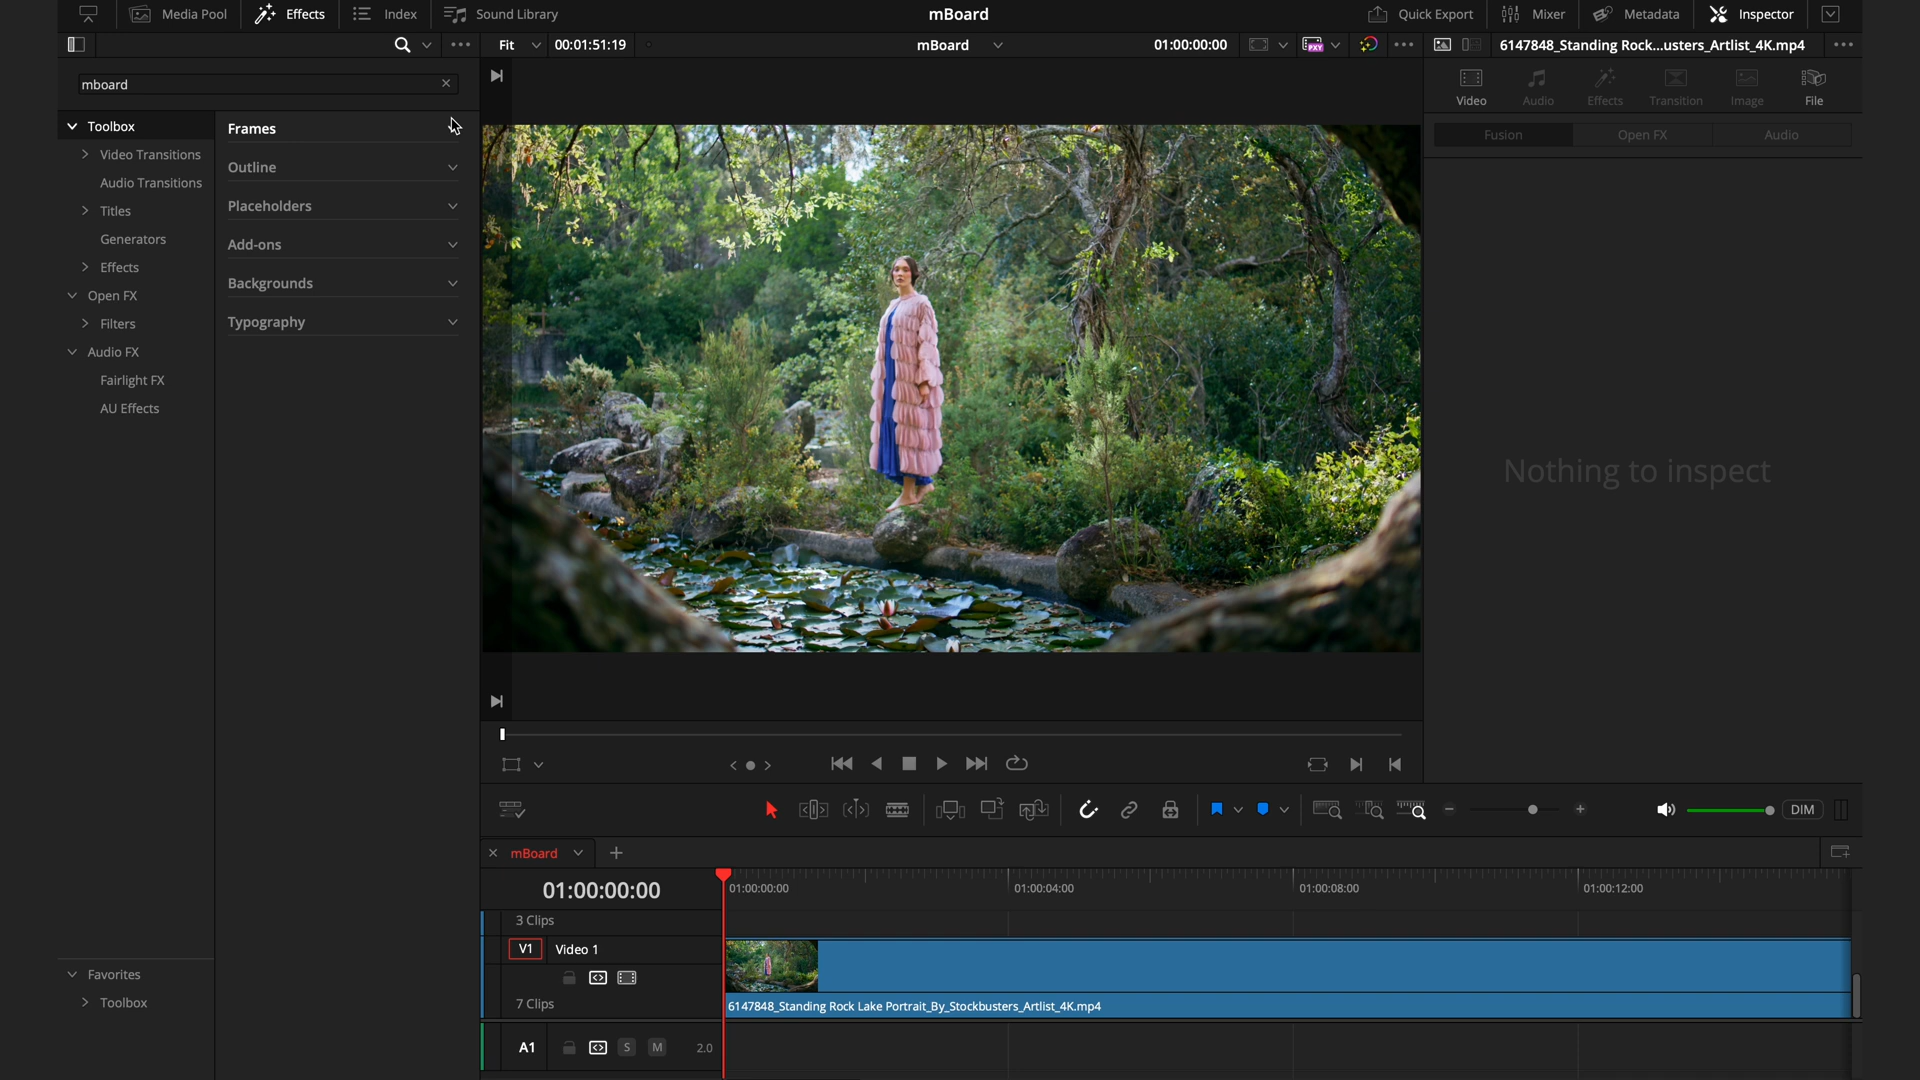 Media Pool
Effects
Index
Sound Library
mBoard
Quick Export
Mixer
Metadata
Inspector
Fit
00:01:51:19
mBoard
01:00:00:00
6147848_Standing Rock...usters_Artlist_4K.mp4
mboard
Video
Audio
Effects
Transition
Image
File
Fusion
Open FX
Audio
Toolbox
Video Transitions
Audio Transitions
Titles
Generators
Effects
Open FX
Filters
Audio FX
Fairlight FX
AU Effects
Frames
Outline
Placeholders
Add-ons
Backgrounds
Typography
Nothing to inspect
Favorites
Toolbox
DIM
mBoard
01:00:00:00
01:00:00:00
01:00:04:00
01:00:08:00
01:00:12:00
3 Clips
V1
Video 1
7 Clips
6147848_Standing Rock Lake Portrait_By_Stockbusters_Artlist_4K.mp4
A1
S
M
2.0